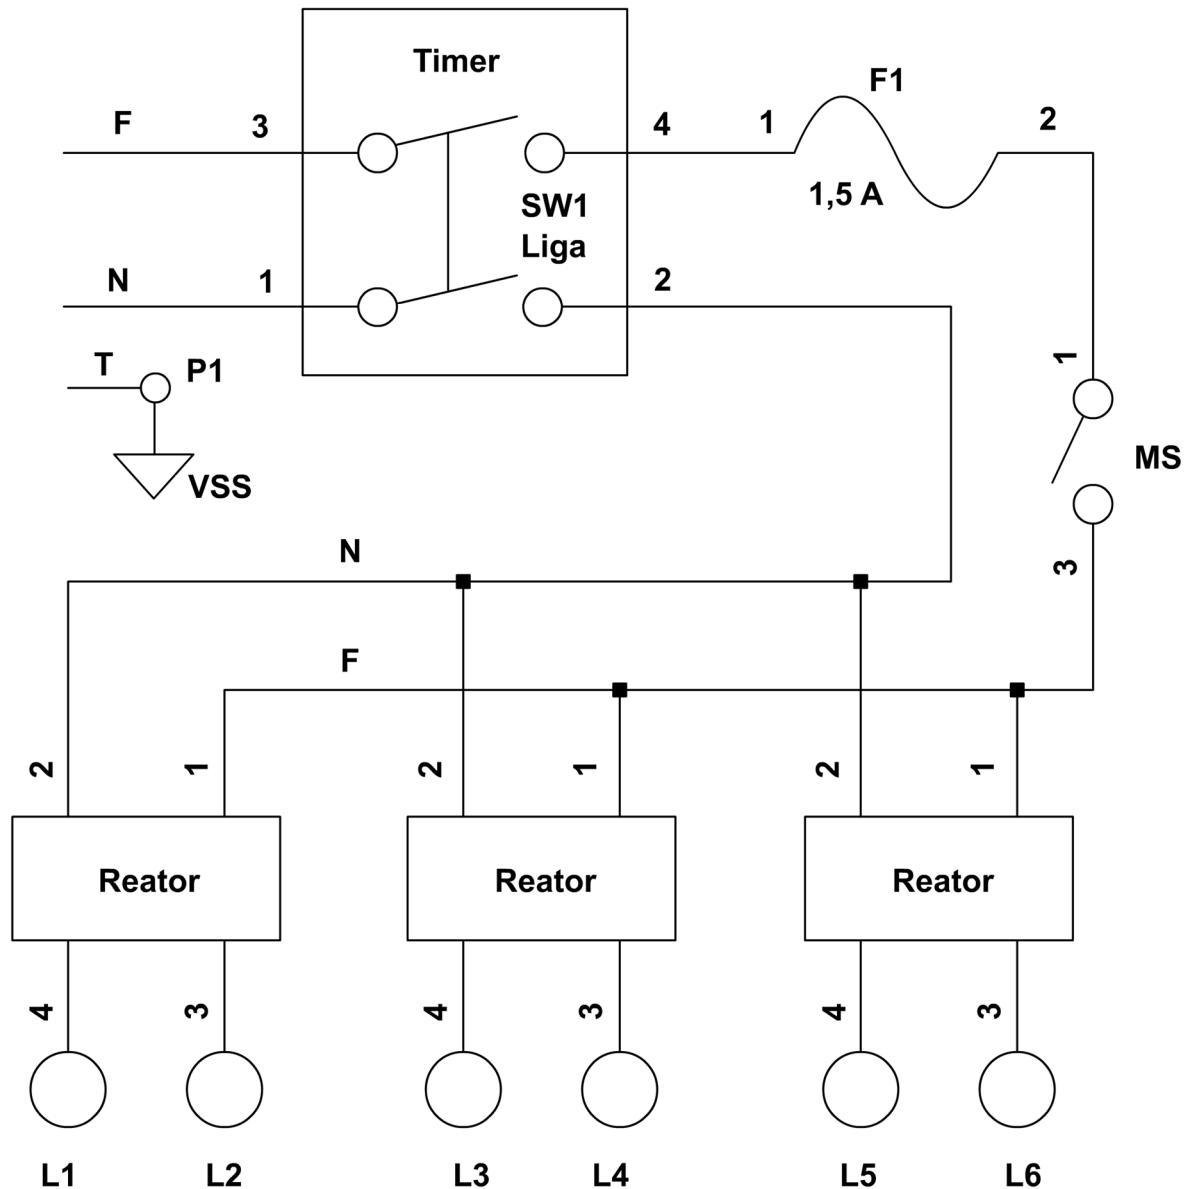 Timer
F1
F 3 4 1 2
1,5 A
SW1
Liga
N 1 2
T P1
1
VSS
MS
N
3
F
2 1 2 1 2 1
Reator Reator Reator
4 3 4 3 4 3
L1 L2 L3 L4 L5 L6